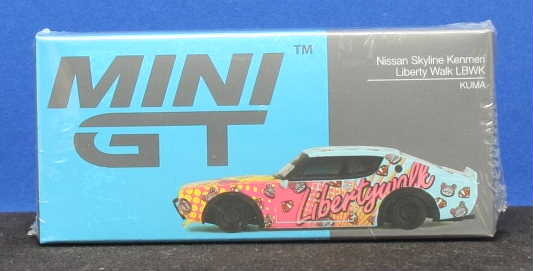 MINI
GT
TM
Nissan Skyline Kenmeri
Liberty Walk LBWK
KUMA
Libertywalk